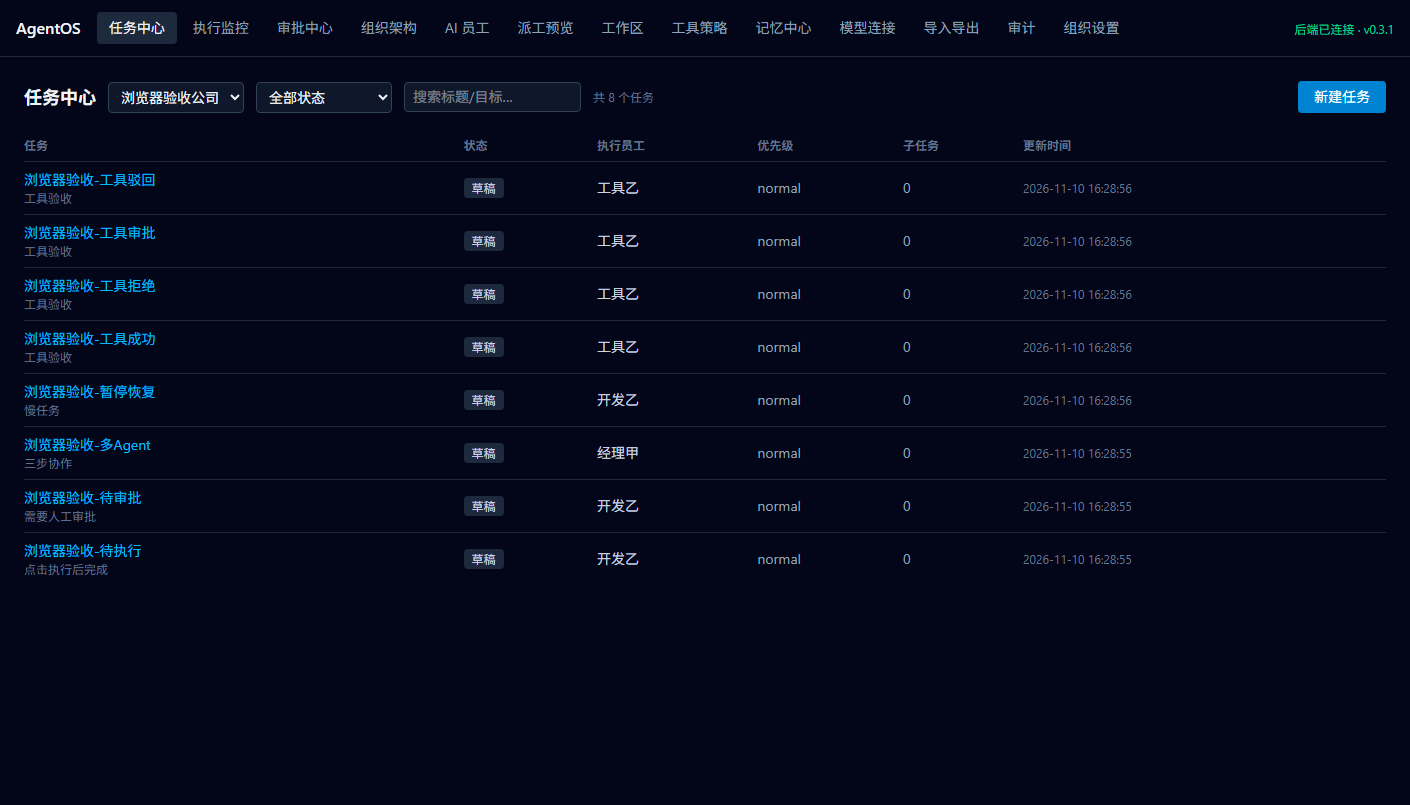 AgentOS 任务中心 执行监控 审批中心 组织架构 AI 员工 派工预览 工作区 工具策略 记忆中心 模型连接 导入导出 审计 组织设置 后端已连接 · v0.3.1
任务中心 浏览器验收公司 全部状态 搜索标题/目标... 共 8 个任务 新建任务
任务 状态 执行员工 优先级 子任务 更新时间
浏览器验收-工具驳回
工具验收
草稿 工具乙 normal 0 2026-11-10 16:28:56
浏览器验收-工具审批
工具验收
草稿 工具乙 normal 0 2026-11-10 16:28:56
浏览器验收-工具拒绝
工具验收
草稿 工具乙 normal 0 2026-11-10 16:28:56
浏览器验收-工具成功
工具验收
草稿 工具乙 normal 0 2026-11-10 16:28:56
浏览器验收-暂停恢复
慢任务
草稿 开发乙 normal 0 2026-11-10 16:28:56
浏览器验收-多Agent
三步协作
草稿 经理甲 normal 0 2026-11-10 16:28:55
浏览器验收-待审批
需要人工审批
草稿 开发乙 normal 0 2026-11-10 16:28:55
浏览器验收-待执行
点击执行后完成
草稿 开发乙 normal 0 2026-11-10 16:28:55